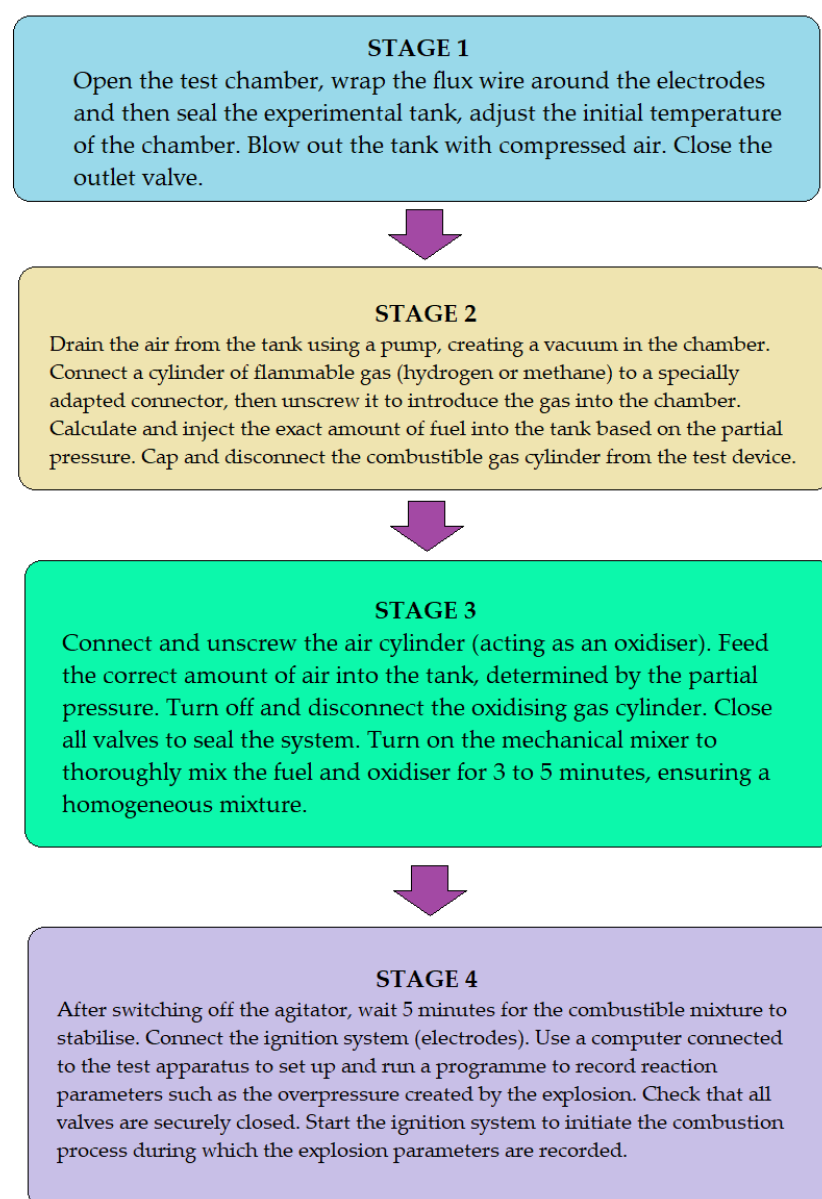 STAGE 1
Open the test chamber, wrap the flux wire around the electrodes
and then seal the experimental tank, adjust the initial temperature
of the chamber. Blow out the tank with compressed air. Close the
outlet valve.
STAGE 2
Drain the air from the tank using a pump, creating a vacuum in the chamber.
Connect a cylinder of flammable gas (hydrogen or methane) to a specially
adapted connector, then unscrew it to introduce the gas into the chamber.
Calculate and inject the exact amount of fuel into the tank based on the partial
pressure. Cap and disconnect the combustible gas cylinder from the test device.
STAGE 3
Connect and unscrew the air cylinder (acting as an oxidiser). Feed
the correct amount of air into the tank, determined by the partial
pressure. Turn off and disconnect the oxidising gas cylinder. Close
all valves to seal the system. Turn on the mechanical mixer to
thoroughly mix the fuel and oxidiser for 3 to 5 minutes, ensuring a
homogeneous mixture.
STAGE 4
After switching off the agitator, wait 5 minutes for the combustible mixture to
stabilise. Connect the ignition system (electrodes). Use a computer connected
to the test apparatus to set up and run a programme to record reaction
parameters such as the overpressure created by the explosion. Check that all
valves are securely closed. Start the ignition system to initiate the combustion
process during which the explosion parameters are recorded.